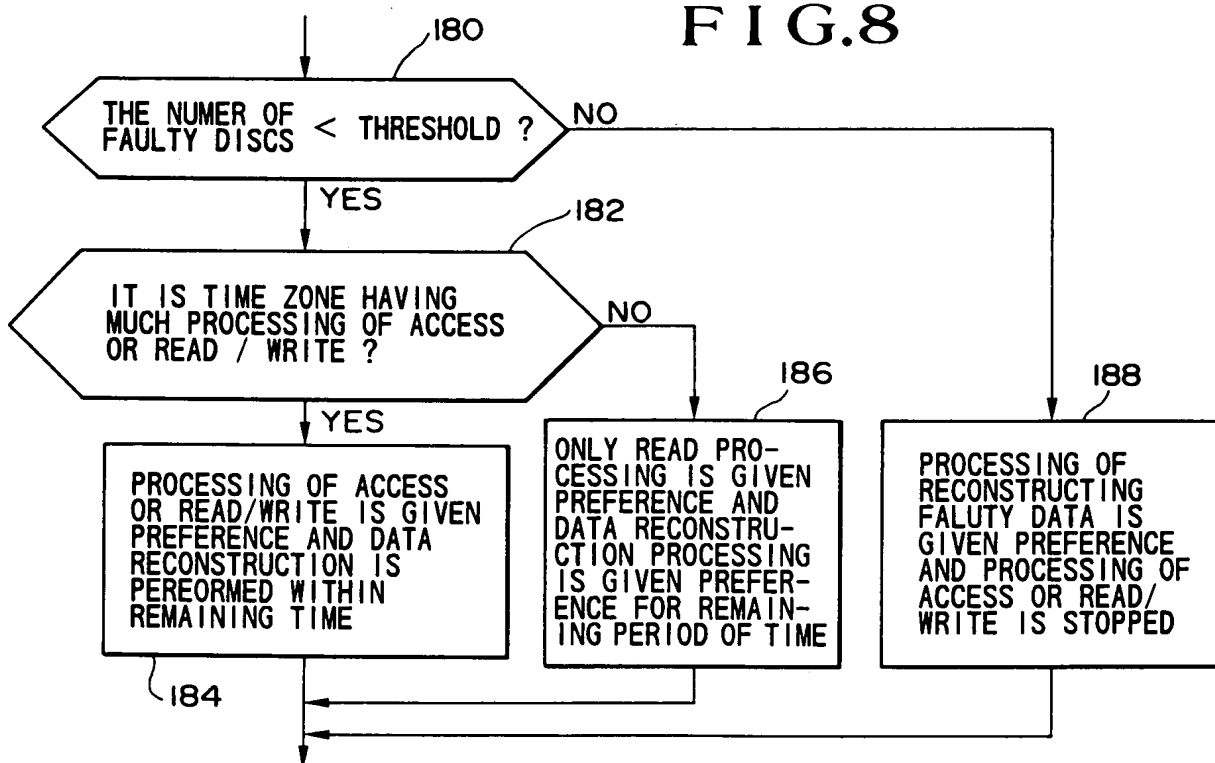 FIG.8
180
THE NUMER OF
FAULTY DISCS < THRESHOLD ?
NO
YES
182
IT IS TIME ZONE HAVING
MUCH PROCESSING OF ACCESS
OR READ / WRITE ?
NO
YES
186
188
PROCESSING OF ACCESS
OR READ/WRITE IS GIVEN
PREFERENCE AND DATA
RECONSTRUCTION IS
PEREORMED WITHIN
REMAINING TIME
184
ONLY READ PRO-
CESSING IS GIVEN
PREFERENCE AND
DATA RECONSTRU-
CTION PROCESSING
IS GIVEN PREFER-
ENCE FOR REMAIN-
ING PERIOD OF TIME
PROCESSING OF
RECONSTRUCTING
FALUTY DATA IS
GIVEN PREFERENCE
AND PROCESSING OF
ACCESS OR READ/
WRITE IS STOPPED